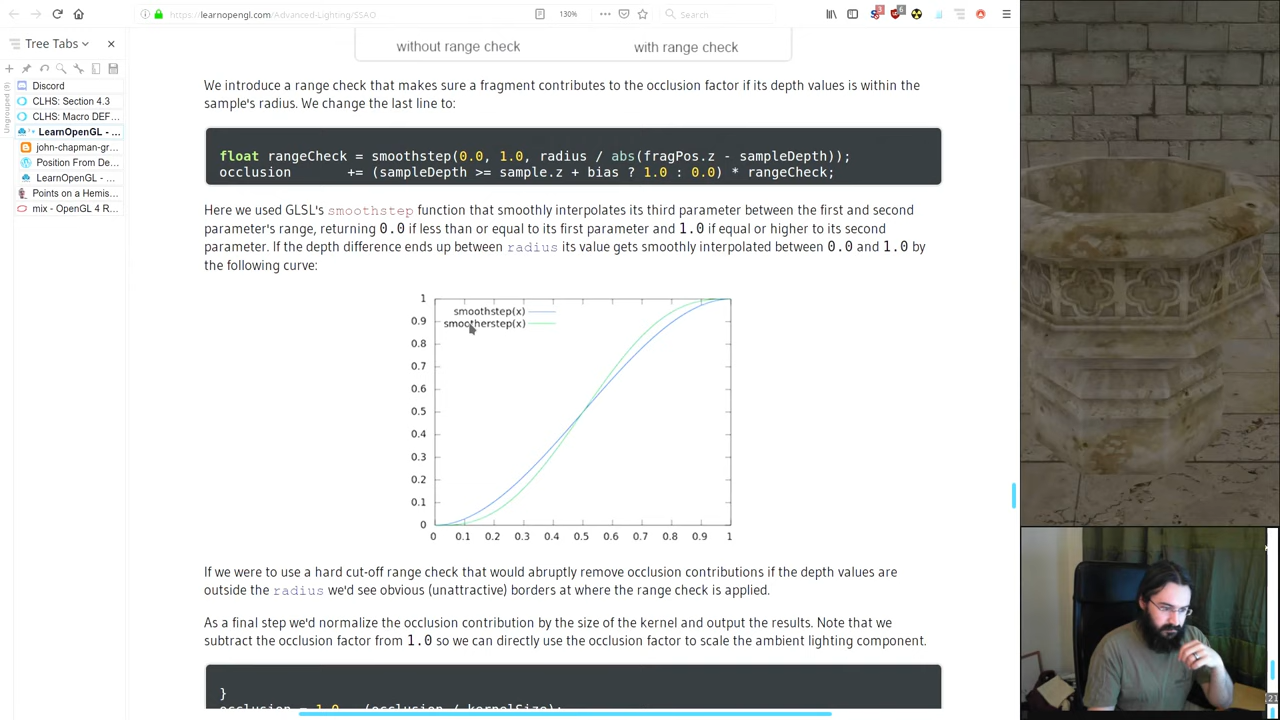 https://learnopengl.com/Advanced-Lighting/SSAO
130%
Search
Tree Tabs
Ungrouped (9)
Discord
CLHS: Section 4.3
CLHS: Macro DEF...
LearnOpenGL - ...
john-chapman-gr...
Position From De...
LearnOpenGL - ...
Points on a Hemis...
mix - OpenGL 4 R...
without range check
with range check
We introduce a range check that makes sure a fragment contributes to the occlusion factor if its depth values is within the
sample's radius. We change the last line to:
float rangeCheck = smoothstep(0.0, 1.0, radius / abs(fragPos.z - sampleDepth));
occlusion += (sampleDepth >= sample.z + bias ? 1.0 : 0.0) * rangeCheck;
Here we used GLSL's smoothstep function that smoothly interpolates its third parameter between the first and second
parameter's range, returning 0.0 if less than or equal to its first parameter and 1.0 if equal or higher to its second
parameter. If the depth difference ends up between radius its value gets smoothly interpolated between 0.0 and 1.0 by
the following curve:
smoothstep(x)
smootherstep(x)
1
0.9
0.8
0.7
0.6
0.5
0.4
0.3
0.2
0.1
0
0 0.1 0.2 0.3 0.4 0.5 0.6 0.7 0.8 0.9 1
If we were to use a hard cut-off range check that would abruptly remove occlusion contributions if the depth values are
outside the radius we'd see obvious (unattractive) borders at where the range check is applied.
As a final step we'd normalize the occlusion contribution by the size of the kernel and output the results. Note that we
subtract the occlusion factor from 1.0 so we can directly use the occlusion factor to scale the ambient lighting component.
}
occlusion = 1.0 - (occlusion / kernelSize);